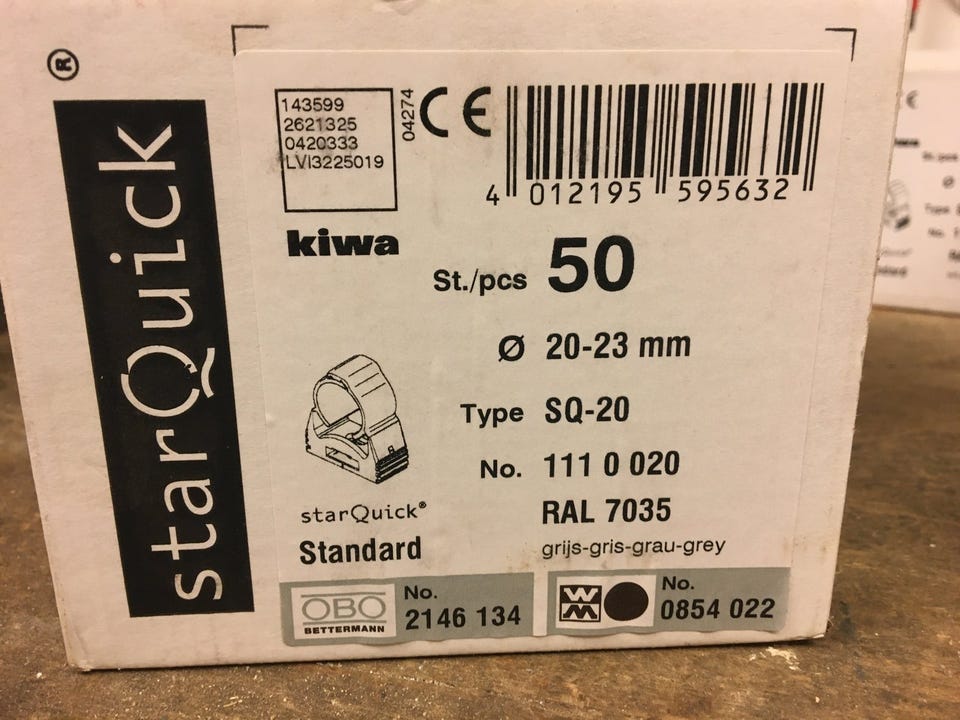 starQuick®
143599
2621325
0420333
LVI3225019
04274
CE
4 012195 595632
kiwa
St./pcs 50
Ø 20-23 mm
Type SQ-20
No. 111 0 020
RAL 7035
grijs-gris-grau-grey
starQuick®
Standard
OBO
BETTERMANN
No.
2146 134
WM
No.
0854 022